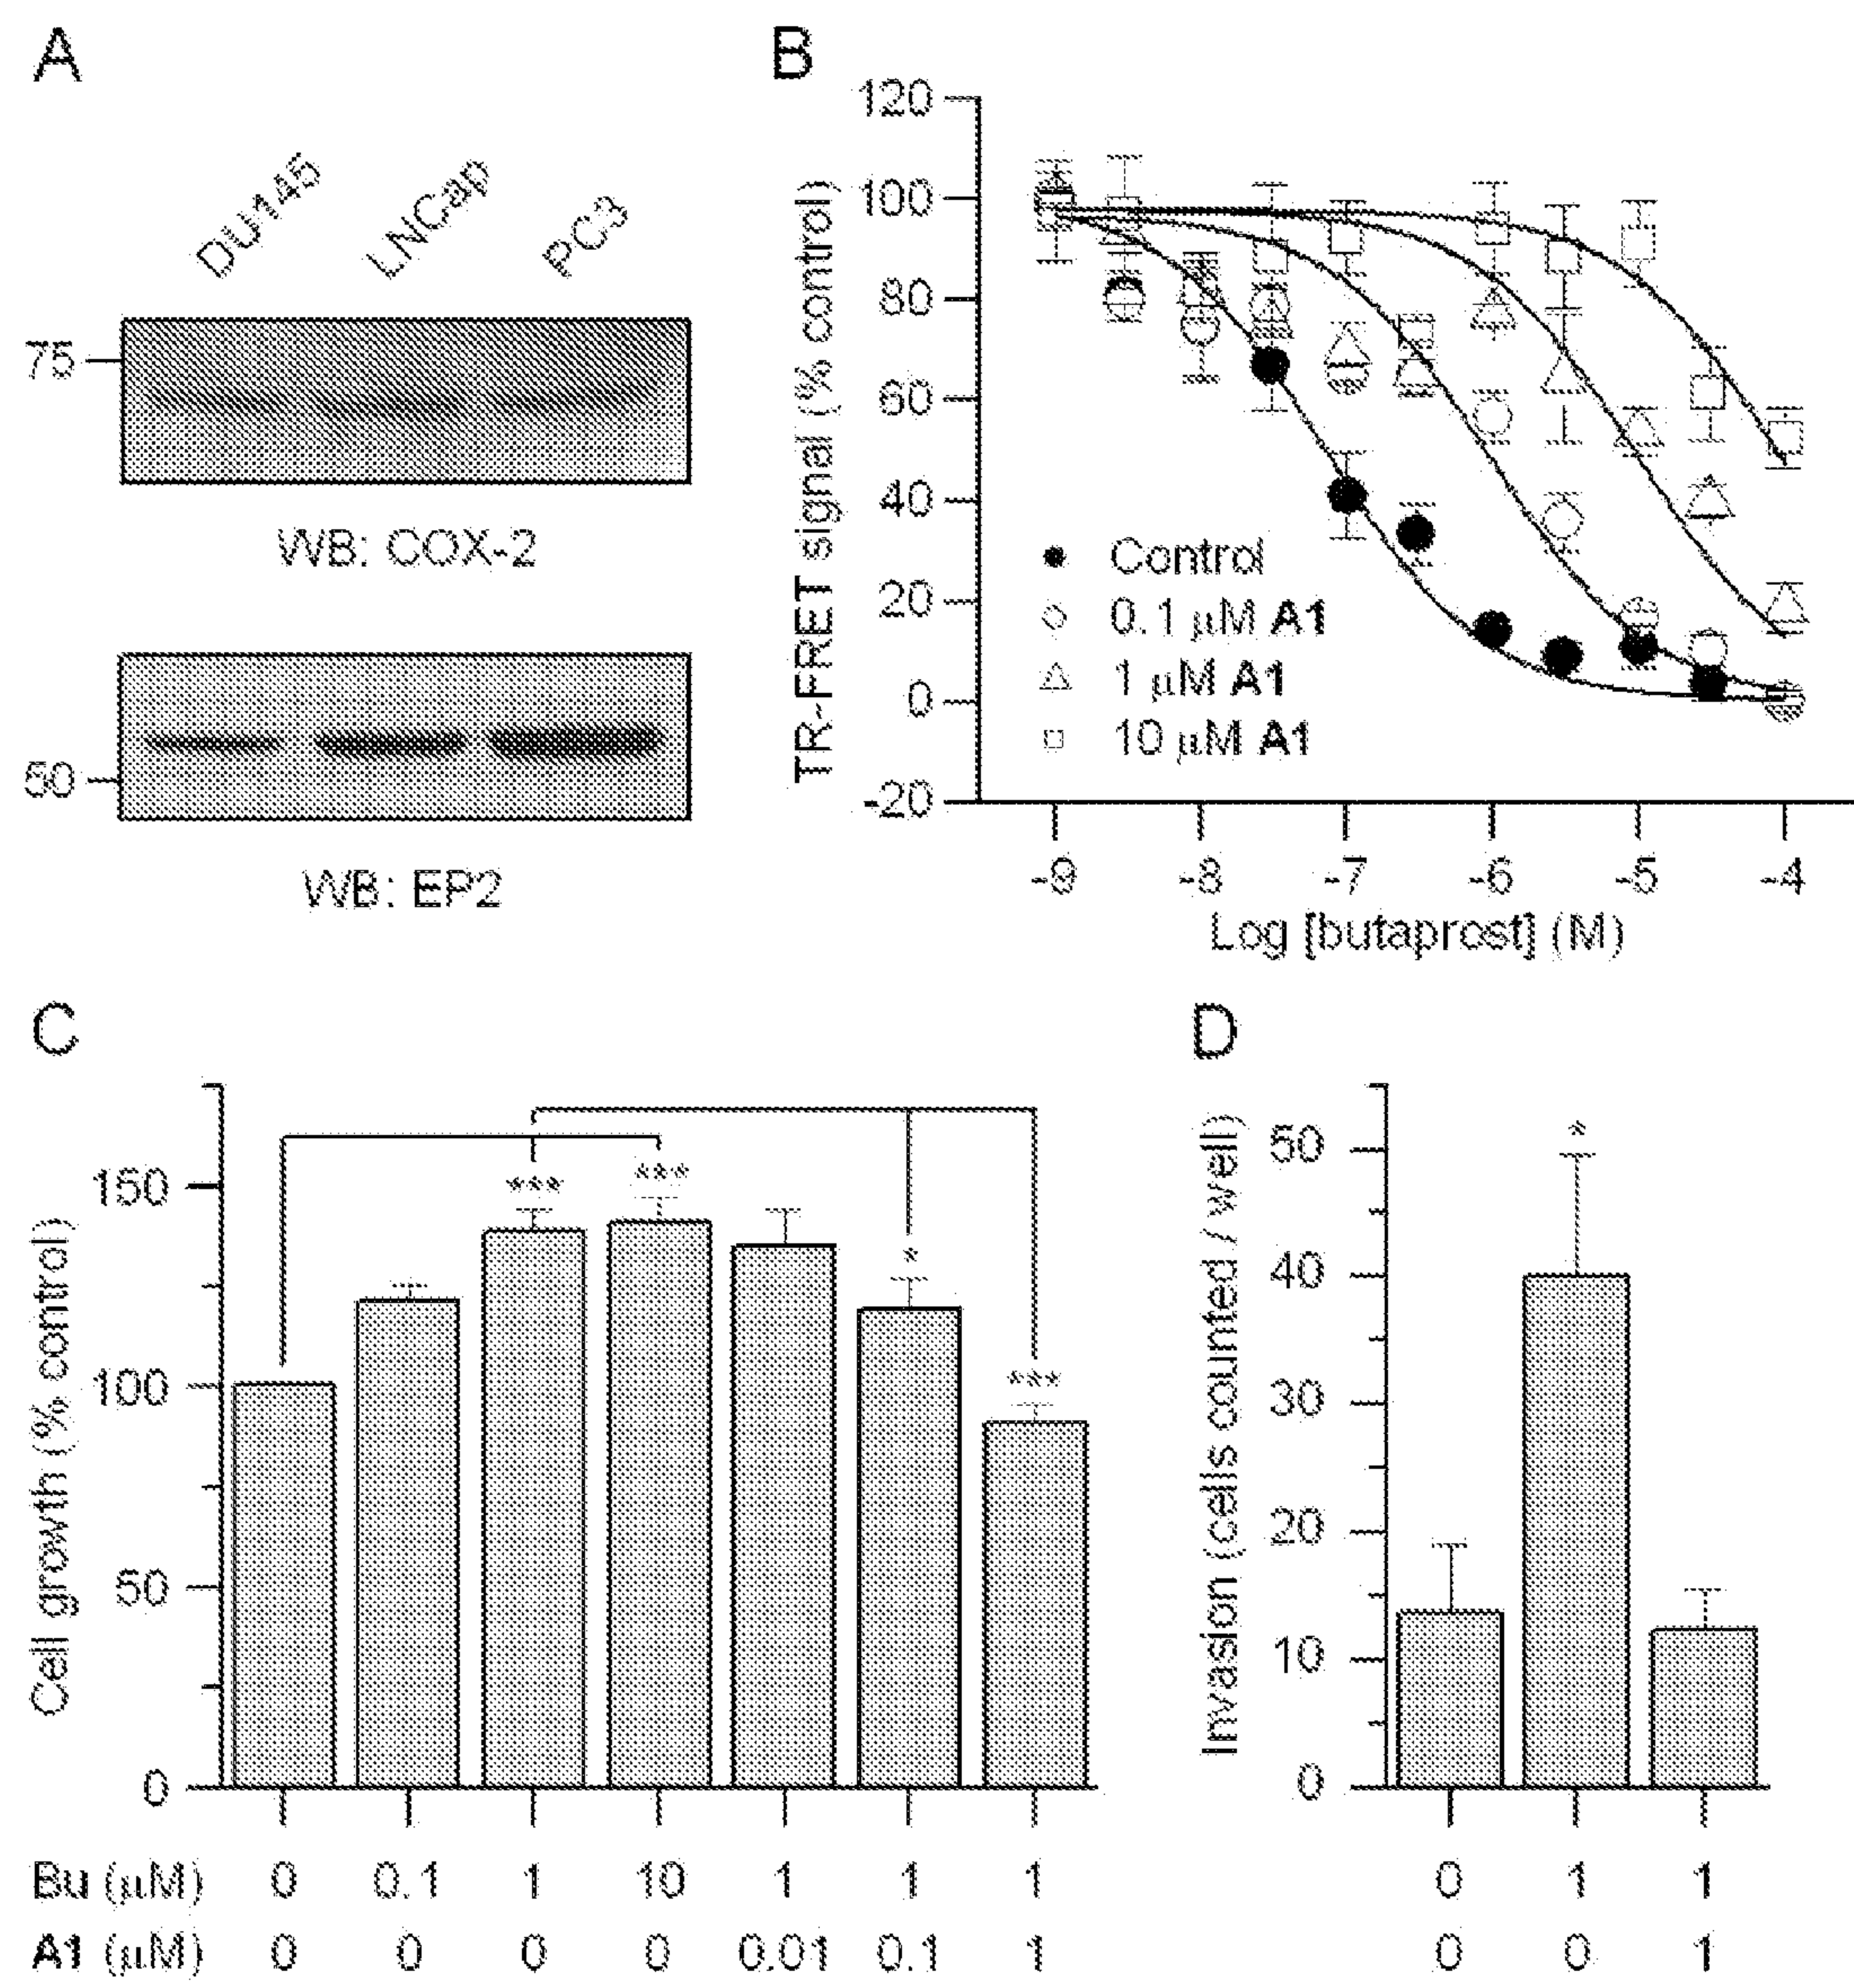 A
DU145
LNCap
PC3
75
WB: COX-2
50
WB: EP2
B
TR-FRET signal (% control)
120
100
80
60
40
20
0
-20
Control
0.1 μM A1
1 μM A1
10 μM A1
-9 -8 -7 -6 -5 -4
Log [butaprost] (M)
C
Cell growth (% control)
150
100
50
0
*** *** * ***
Bu (μM) 0 0.1 1 10 1 1 1
A1 (μM) 0 0 0 0 0.01 0.1 1
D
Invasion (cells counted / well)
50
40
30
20
10
0
*
0 1 1
0 0 1